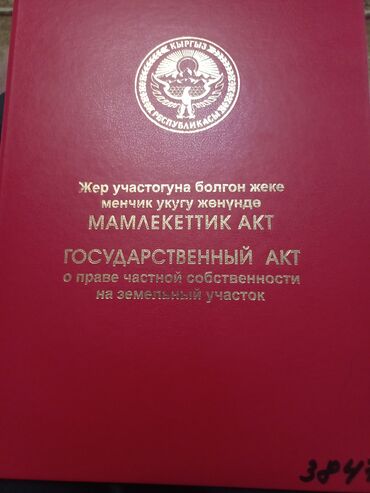 КЫРГЫЗ
РЕСПУБЛИКАСЫ
Жер участогуна болгон жеке
менчик укугу жөнүндө
МАМЛЕКЕТТИК АКТ
ГОСУДАРСТВЕННЫЙ АКТ
о праве частной собственности
на земельный участок